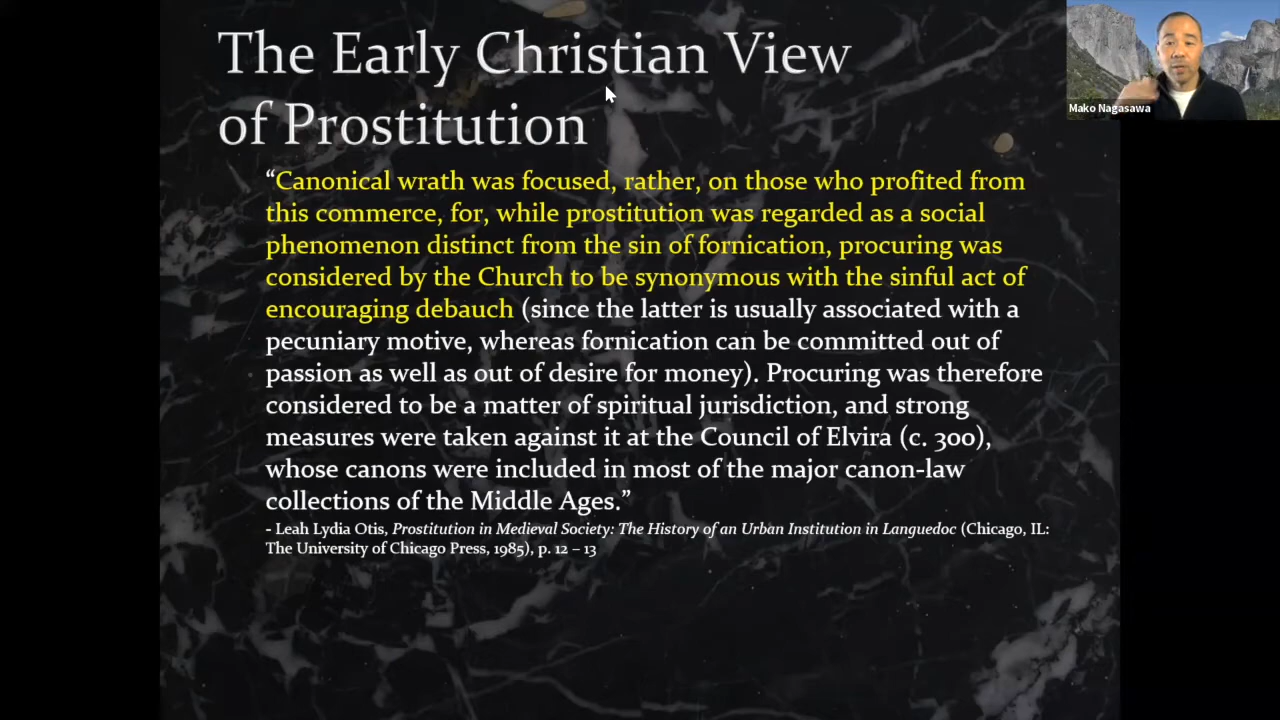 The Early Christian View
of Prostitution
“Canonical wrath was focused, rather, on those who profited from
this commerce, for, while prostitution was regarded as a social
phenomenon distinct from the sin of fornication, procuring was
considered by the Church to be synonymous with the sinful act of
encouraging debauch (since the latter is usually associated with a
pecuniary motive, whereas fornication can be committed out of
passion as well as out of desire for money). Procuring was therefore
considered to be a matter of spiritual jurisdiction, and strong
measures were taken against it at the Council of Elvira (c. 300),
whose canons were included in most of the major canon-law
collections of the Middle Ages.”
- Leah Lydia Otis, Prostitution in Medieval Society: The History of an Urban Institution in Languedoc (Chicago, IL:
The University of Chicago Press, 1985), p. 12 – 13
Mako Nagasawa